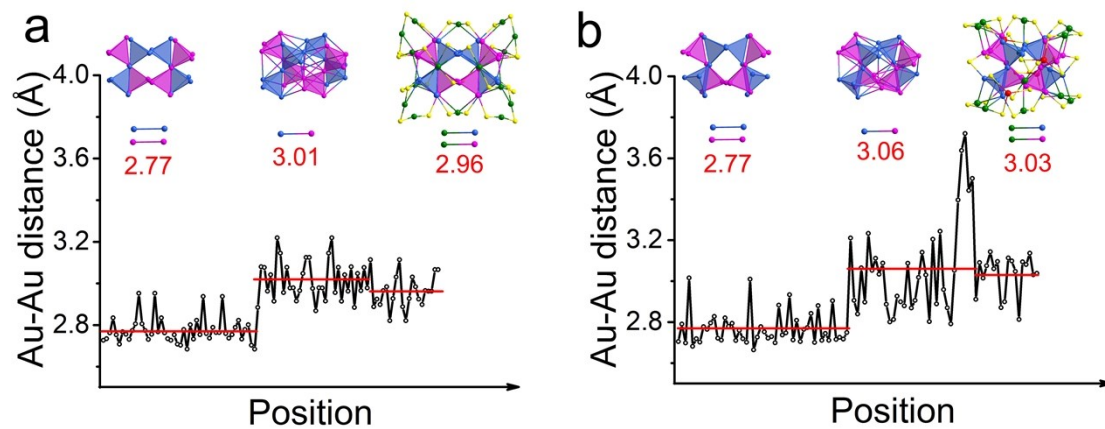 a
4.0
3.6
3.2
2.8
Au-Au distance (Å)
2.77
3.01
2.96
Position
b
4.0
3.6
3.2
2.8
Au-Au distance (Å)
2.77
3.06
3.03
Position